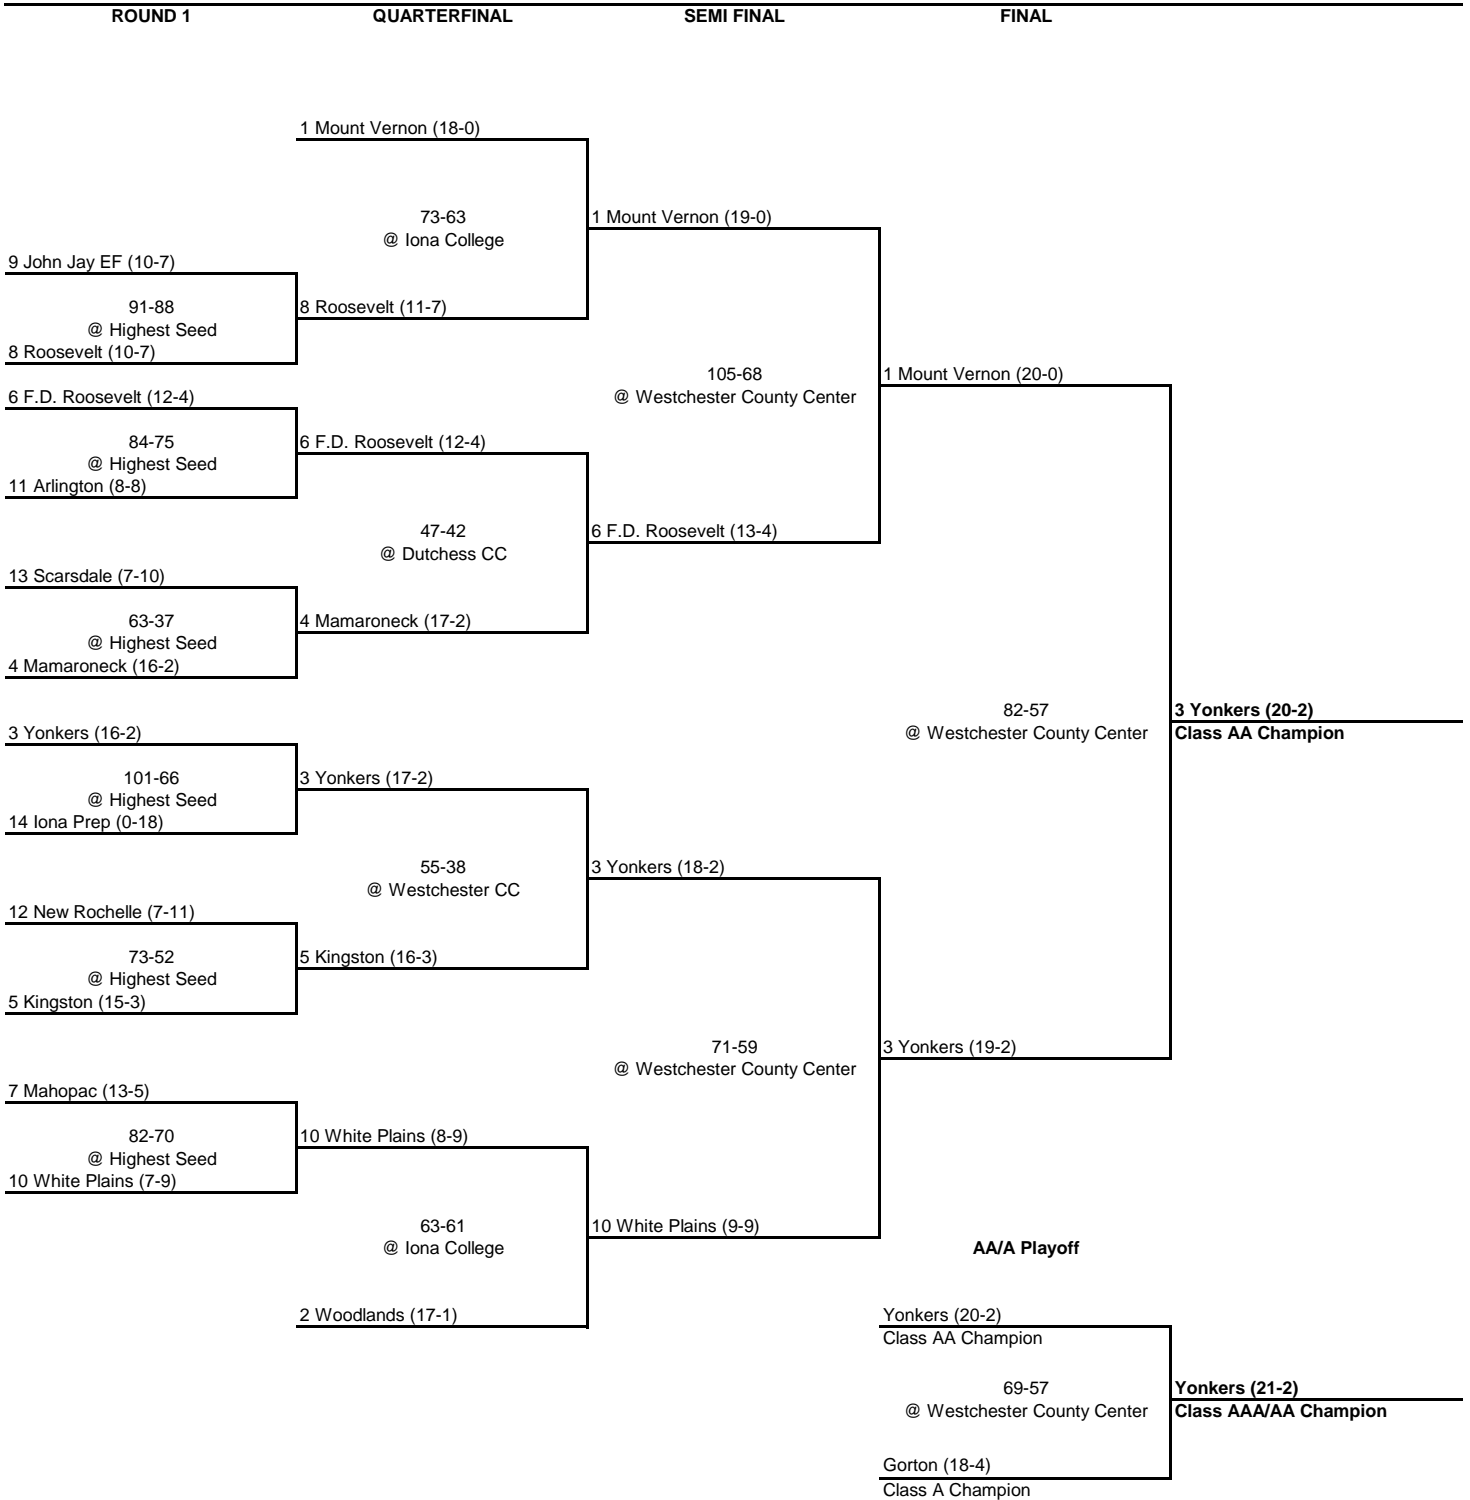 ROUND 1 QUARTERFINAL SEMI FINAL FINAL
1 Mount Vernon (18-0)
73-63 1 Mount Vernon (19-0)
@ Iona College
9 John Jay EF (10-7)
91-88 8 Roosevelt (11-7)
@ Highest Seed
8 Roosevelt (10-7)
105-68 1 Mount Vernon (20-0)
6 F.D. Roosevelt (12-4) @ Westchester County Center
84-75 6 F.D. Roosevelt (12-4)
@ Highest Seed
11 Arlington (8-8)
47-42 6 F.D. Roosevelt (13-4)
@ Dutchess CC
13 Scarsdale (7-10)
63-37 4 Mamaroneck (17-2)
@ Highest Seed
4 Mamaroneck (16-2)
82-57 3 Yonkers (20-2)
3 Yonkers (16-2) @ Westchester County Center Class AA Champion
101-66 3 Yonkers (17-2)
@ Highest Seed
14 Iona Prep (0-18)
55-38 3 Yonkers (18-2)
@ Westchester CC
12 New Rochelle (7-11)
73-52 5 Kingston (16-3)
@ Highest Seed
5 Kingston (15-3)
71-59 3 Yonkers (19-2)
@ Westchester County Center
7 Mahopac (13-5)
82-70 10 White Plains (8-9)
@ Highest Seed
10 White Plains (7-9)
63-61 10 White Plains (9-9)
@ Iona College AA/A Playoff
2 Woodlands (17-1) Yonkers (20-2)
Class AA Champion
69-57 Yonkers (21-2)
@ Westchester County Center Class AAA/AA Champion
Gorton (18-4)
Class A Champion